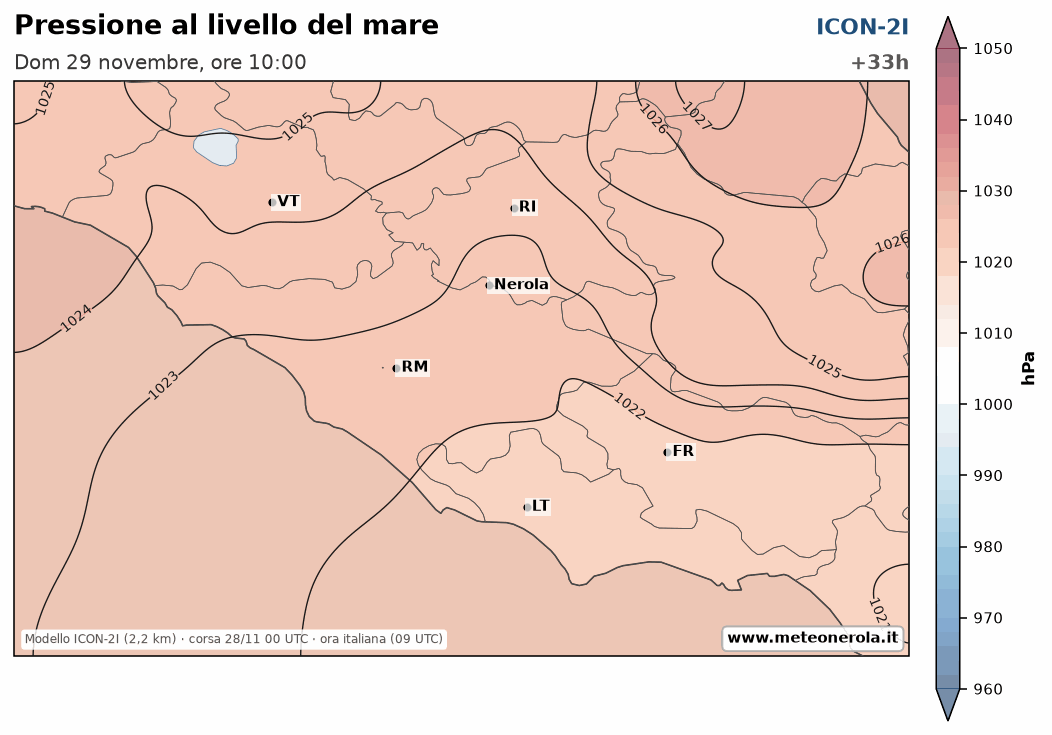 Pressione al livello del mare
ICON-2I
Dom 29 novembre, ore 10:00
+33h
1025
1025
1026
1027
VT
RI
1026
Nerola
1024
RM
1025
1023
1022
FR
LT
1021
Modello ICON-2I (2,2 km) · corsa 28/11 00 UTC · ora italiana (09 UTC)
www.meteonerola.it
1050
1040
1030
1020
1010
1000
990
980
970
960
hPa